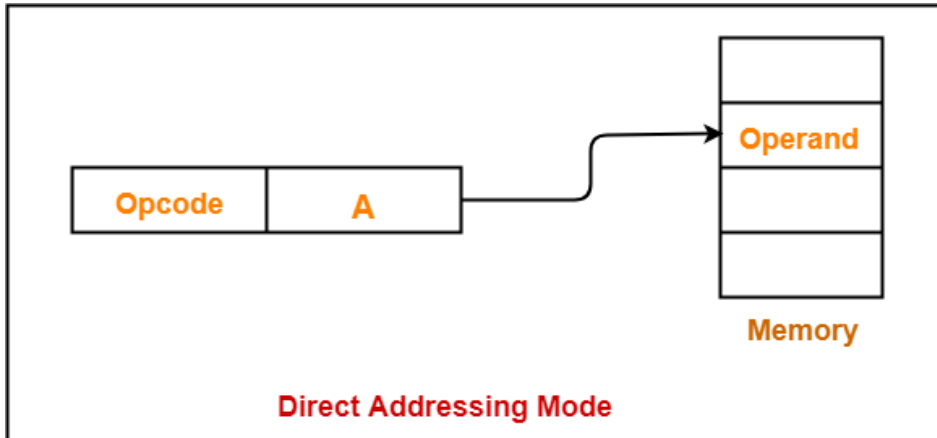 Opcode
A
Operand
Memory
Direct Addressing Mode